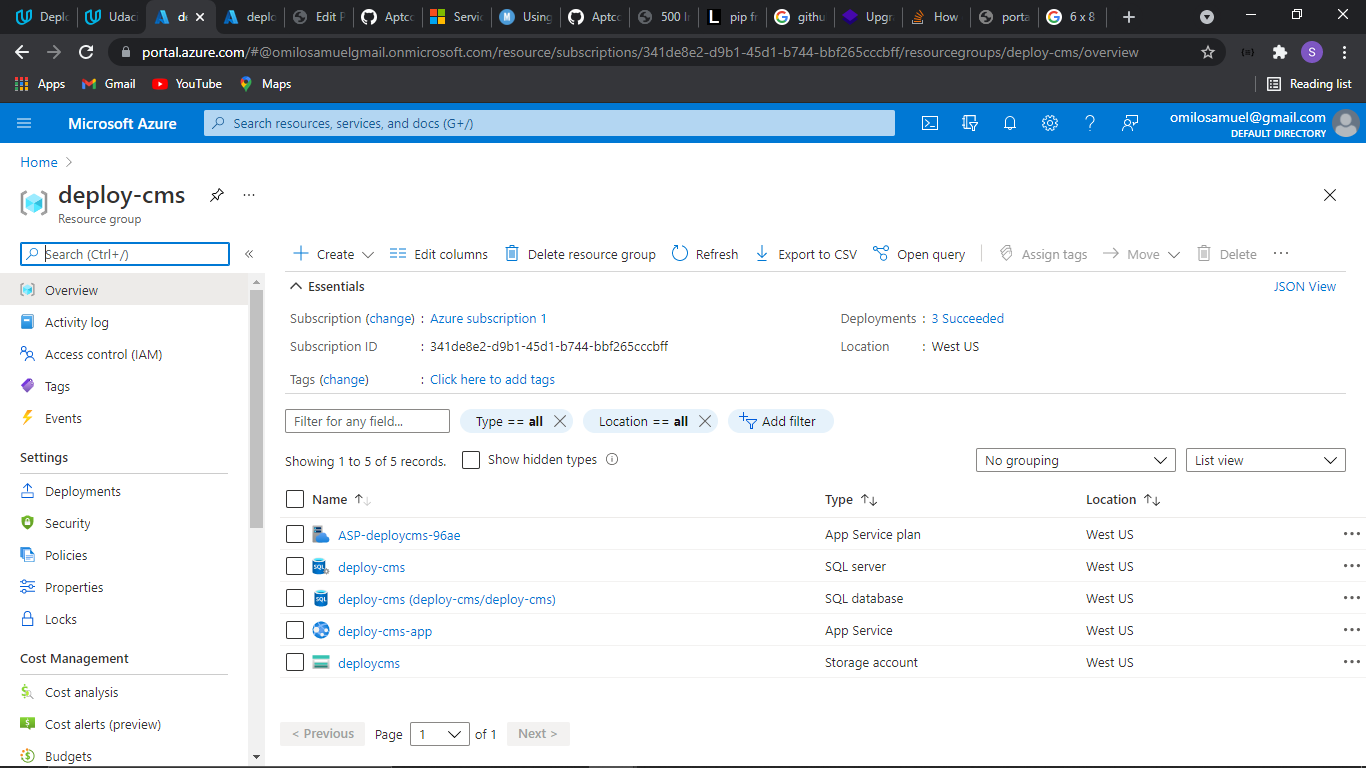 Deplo
Udac
de
deplo
Edit P
Aptco
Servic
Using
Aptco
500 In
pip fr
githu
Upgra
How
porta
6 x 8
portal.azure.com/#@omilosamuelgmail.onmicrosoft.com/resource/subscriptions/341de8e2-d9b1-45d1-b744-bbf265cccbff/resourcegroups/deploy-cms/overview
S
Apps Gmail YouTube Maps Reading list
Microsoft Azure
Search resources, services, and docs (G+/)
omilosamuel@gmail.com
DEFAULT DIRECTORY
Home >
deploy-cms
Resource group
Search (Ctrl+/)
«
Overview
Activity log
Access control (IAM)
Tags
Events
Settings
Deployments
Security
Policies
Properties
Locks
Cost Management
Cost analysis
Cost alerts (preview)
Budgets
Create Edit columns Delete resource group Refresh Export to CSV Open query Assign tags Move Delete
Essentials JSON View
Subscription (change) : Azure subscription 1 Deployments : 3 Succeeded
Subscription ID : 341de8e2-d9b1-45d1-b744-bbf265cccbff Location : West US
Tags (change) : Click here to add tags
Filter for any field... Type == all Location == all Add filter
Showing 1 to 5 of 5 records. Show hidden types No grouping List view
Name Type Location
ASP-deploycms-96ae App Service plan West US
deploy-cms SQL server West US
deploy-cms (deploy-cms/deploy-cms) SQL database West US
deploy-cms-app App Service West US
deploycms Storage account West US
< Previous Page 1 of 1 Next >